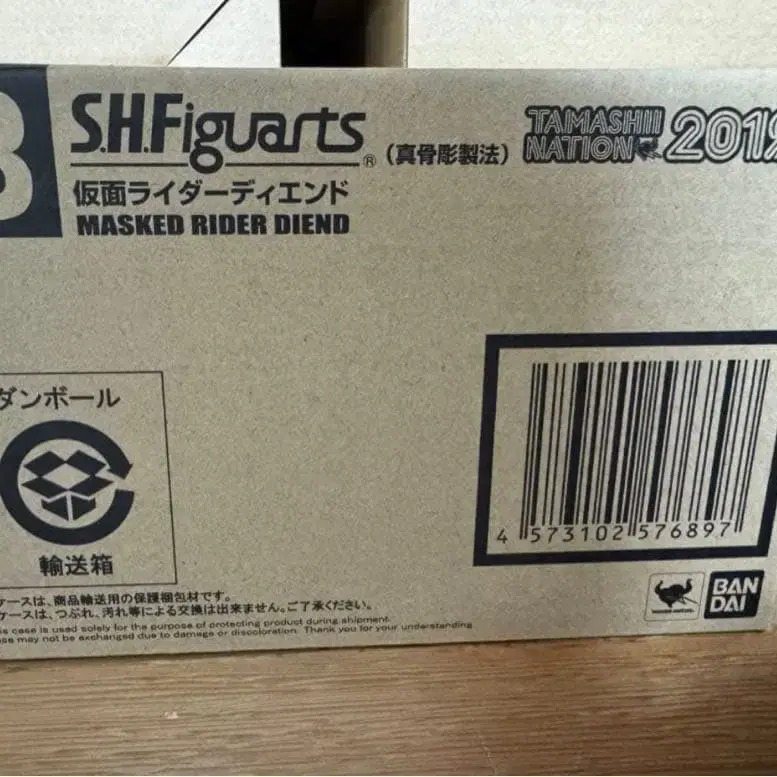 S.H.Figuarts® (真骨彫製法)
TAMASHII NATION 201
仮面ライダーディエンド
MASKED RIDER DIEND
ダンボール
輸送箱
4 573102 576897
ケースは、商品輸送用の保護梱包材です。
ケースは、つぶれ、汚れ等による交換は出来ません。ご了承ください。
is case is used solely for the purpose of protecting product during shipment.
se may not be exchanged due to damage or discoloration. Thank you for your understanding
BAN
DAI